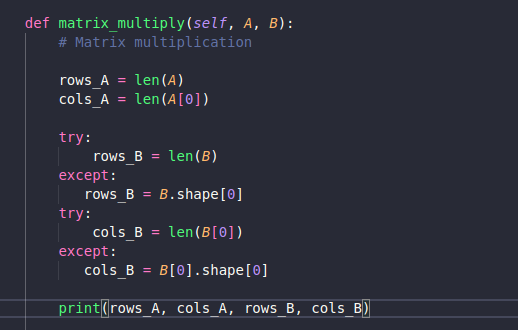 def matrix_multiply(self, A, B):
# Matrix multiplication
rows_A = len(A)
cols_A = len(A[0])
try:
rows_B = len(B)
except:
rows_B = B.shape[0]
try:
cols_B = len(B[0])
except:
cols_B = B[0].shape[0]
print(rows_A, cols_A, rows_B, cols_B)